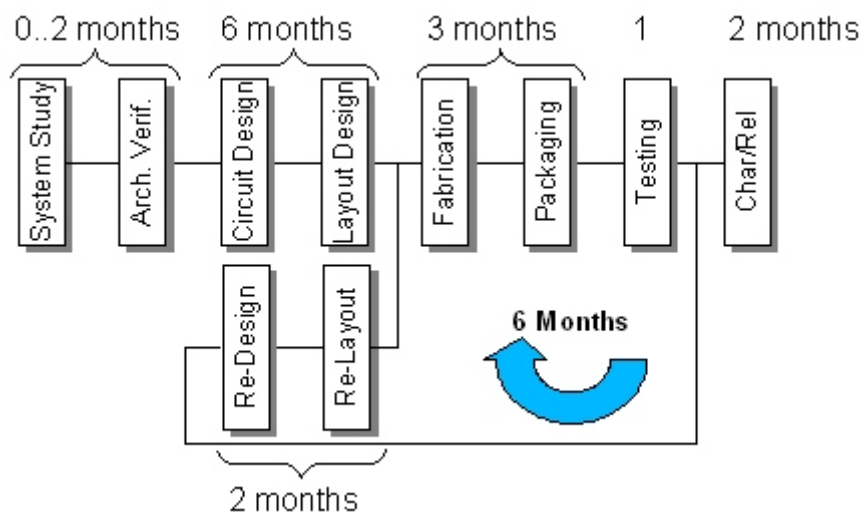 0..2 months
6 months
3 months
1
2 months
System Study
Arch. Verif.
Circuit Design
Layout Design
Fabrication
Packaging
Testing
Char/Rel
Re-Design
Re-Layout
6 Months
2 months